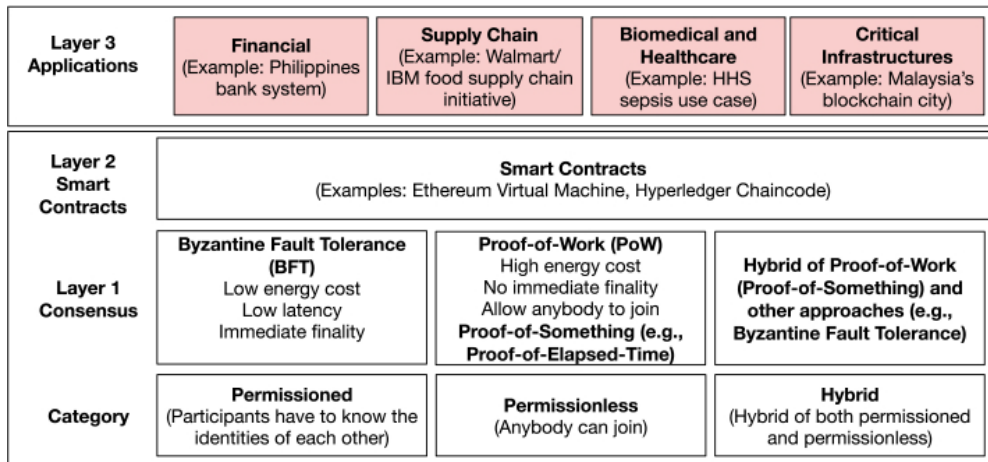 Layer 3
Applications
Financial
(Example: Philippines
bank system)
Supply Chain
(Example: Walmart/
IBM food supply chain
initiative)
Biomedical and
Healthcare
(Example: HHS
sepsis use case)
Critical
Infrastructures
(Example: Malaysia's
blockchain city)
Layer 2
Smart
Contracts
Smart Contracts
(Examples: Ethereum Virtual Machine, Hyperledger Chaincode)
Layer 1
Consensus
Byzantine Fault Tolerance
(BFT)
Low energy cost
Low latency
Immediate finality
Proof-of-Work (PoW)
High energy cost
No immediate finality
Allow anybody to join
Proof-of-Something (e.g.,
Proof-of-Elapsed-Time)
Hybrid of Proof-of-Work
(Proof-of-Something) and
other approaches (e.g.,
Byzantine Fault Tolerance)
Category
Permissioned
(Participants have to know the
identities of each other)
Permissionless
(Anybody can join)
Hybrid
(Hybrid of both permissioned
and permissionless)